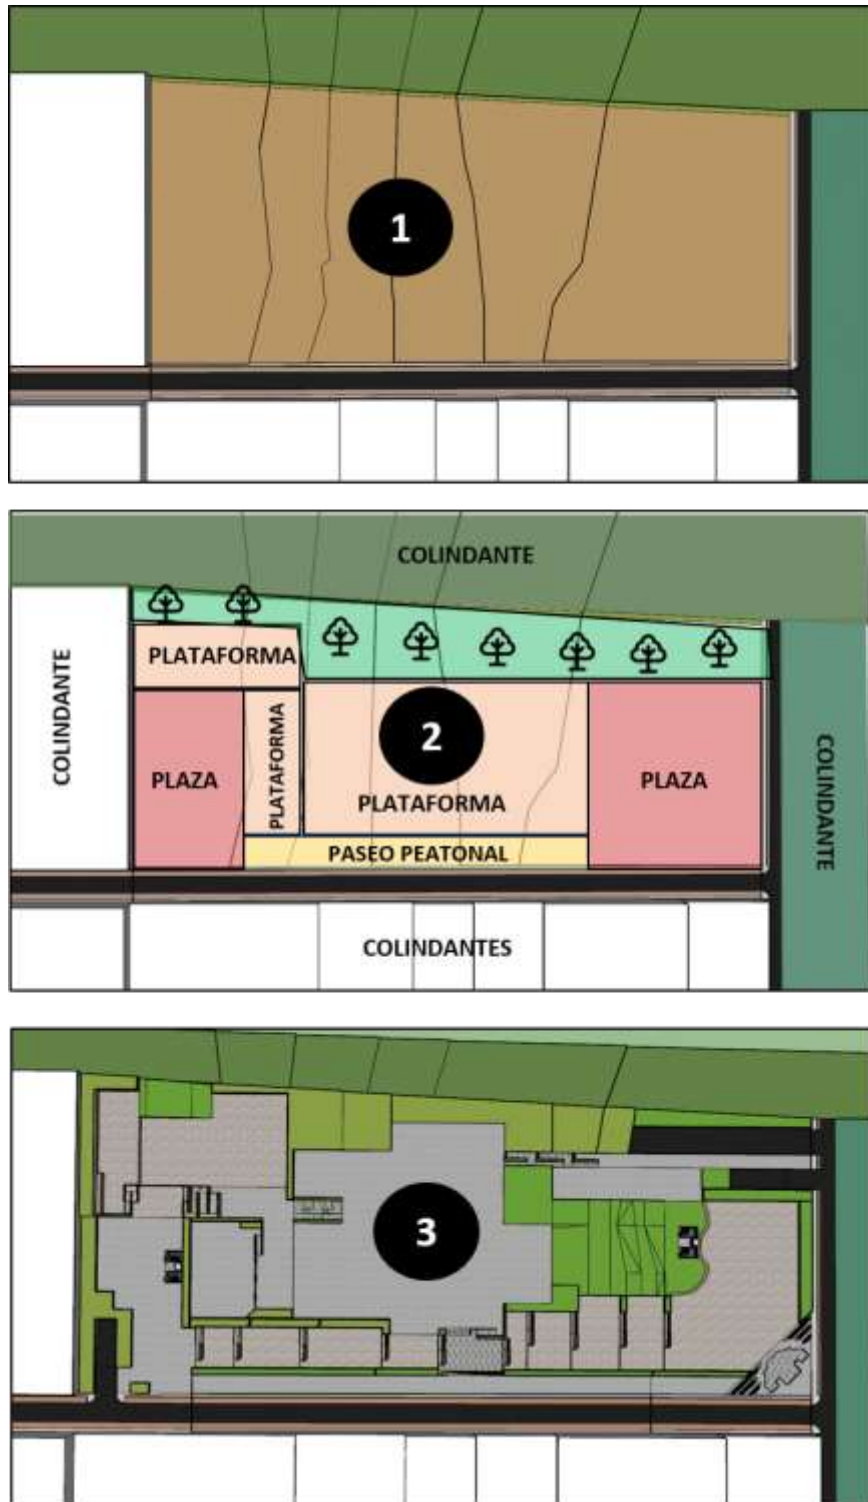 1
COLINDANTE
PLATAFORMA
COLINDANTE
PLAZA
PLATAFORMA
2
PLATAFORMA
PLAZA
COLINDANTE
PASEO PEATONAL
COLINDANTES
3